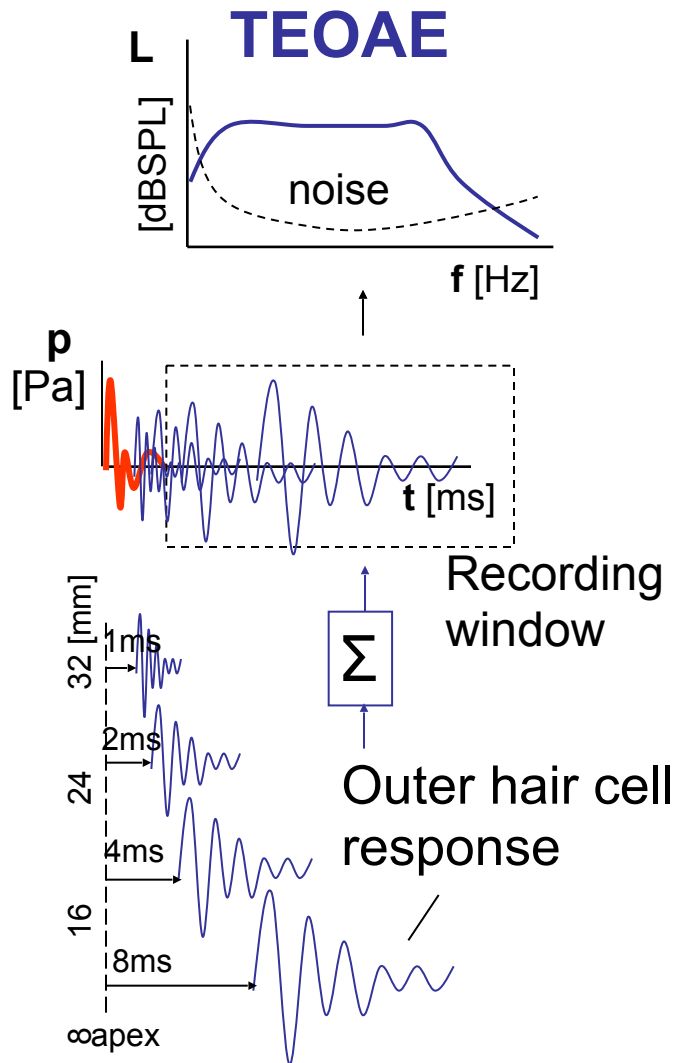 TEOAE
L
[dBSPL]
noise
f [Hz]
p
[Pa]
t [ms]
Recording
window
32 [mm]
1ms
Σ
2ms
24
Outer hair cell
response
4ms
16
8ms
8
apex